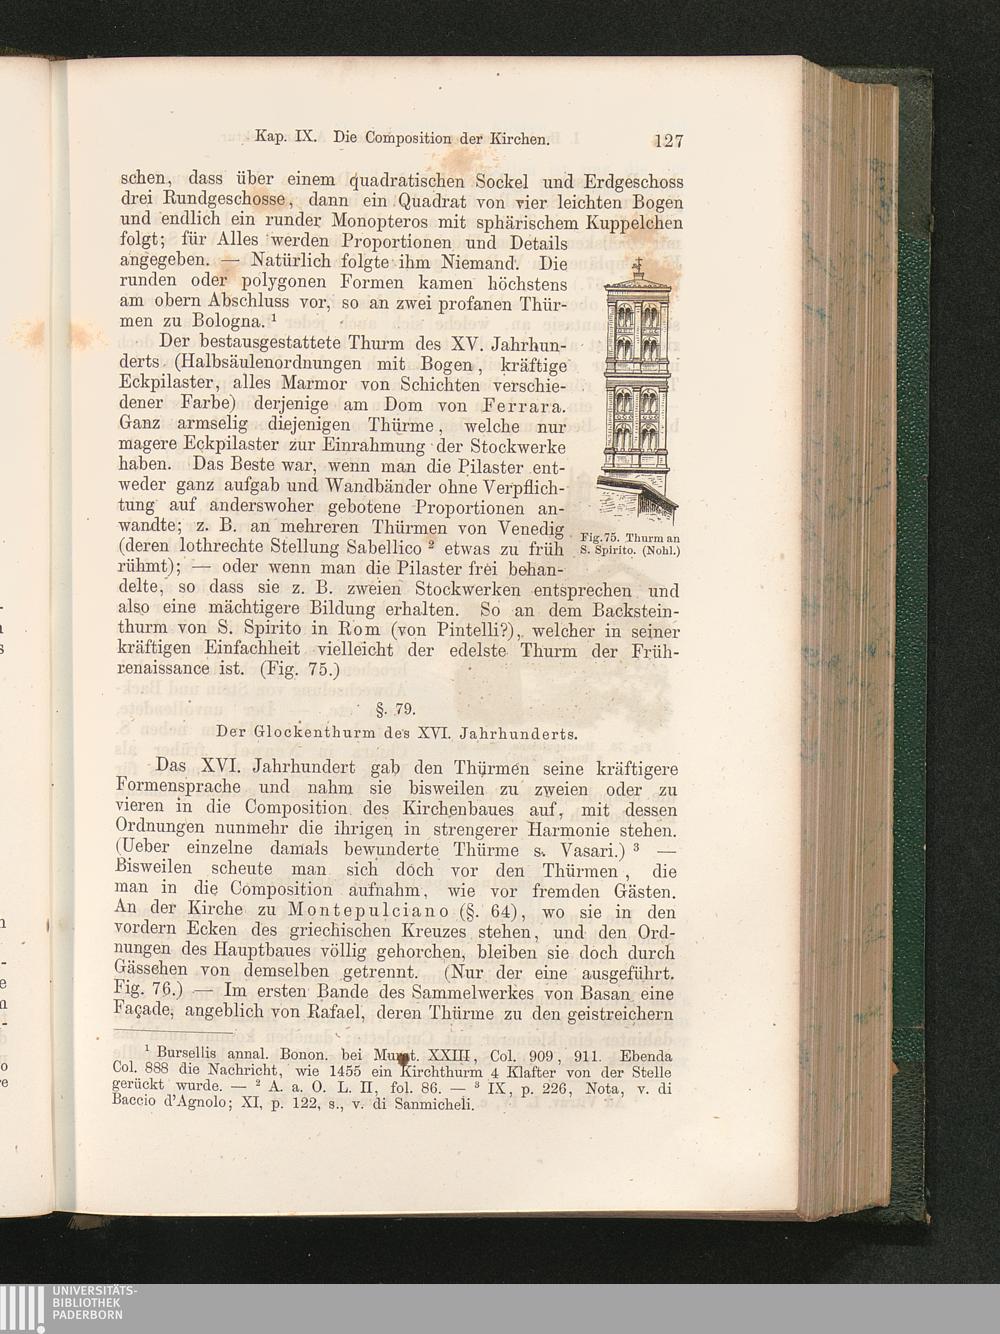 Kap. IX. Die Composition der Kirchen. 127
schen, dass über einem quadratischen Sockel und Erdgeschoss
drei Rundgeschosse, dann ein Quadrat von vier leichten Bogen
und endlich ein runder Monopteros mit sphärischem Kuppelchen
folgt; für Alles werden Proportionen und Details
angegeben. — Natürlich folgte ihm Niemand. Die
runden oder polygonen Formen kamen höchstens
am obern Abschluss vor, so an zwei profanen Thür-
men zu Bologna. ¹
Der bestausgestattete Thurm des XV. Jahrhun-
derts (Halbsäulenordnungen mit Bogen, kräftige
Eckpilaster, alles Marmor von Schichten verschie-
dener Farbe) derjenige am Dom von Ferrara.
Ganz armselig diejenigen Thürme, welche nur
magere Eckpilaster zur Einrahmung der Stockwerke
haben. Das Beste war, wenn man die Pilaster ent-
weder ganz aufgab und Wandbänder ohne Verpflich-
tung auf anderswoher gebotene Proportionen an-
wandte; z. B. an mehreren Thürmen von Venedig
(deren lothrechte Stellung Sabellico ² etwas zu früh
rühmt); — oder wenn man die Pilaster frei behan-
delte, so dass sie z. B. zweien Stockwerken entsprechen und
also eine mächtigere Bildung erhalten. So an dem Backstein-
thurm von S. Spirito in Rom (von Pintelli?), welcher in seiner
kräftigen Einfachheit vielleicht der edelste Thurm der Früh-
renaissance ist. (Fig. 75.)
Fig. 75. Thurm an
S. Spirito. (Nohl.)
§. 79.
Der Glockenthurm des XVI. Jahrhunderts.
Das XVI. Jahrhundert gab den Thürmen seine kräftigere
Formensprache und nahm sie bisweilen zu zweien oder zu
vieren in die Composition des Kirchenbaues auf, mit dessen
Ordnungen nunmehr die ihrigen in strengerer Harmonie stehen.
(Ueber einzelne damals bewunderte Thürme s. Vasari.) ³ —
Bisweilen scheute man sich doch vor den Thürmen, die
man in die Composition aufnahm, wie vor fremden Gästen.
An der Kirche zu Montepulciano (§. 64), wo sie in den
vordern Ecken des griechischen Kreuzes stehen, und den Ord-
nungen des Hauptbaues völlig gehorchen, bleiben sie doch durch
Gässchen von demselben getrennt. (Nur der eine ausgeführt.
Fig. 76.) — Im ersten Bande des Sammelwerkes von Basan eine
Façade, angeblich von Rafael, deren Thürme zu den geistreichern
¹ Bursellis annal. Bonon. bei Murat. XXIII, Col. 909, 911. Ebenda
Col. 888 die Nachricht, wie 1455 ein Kirchthurm 4 Klafter von der Stelle
gerückt wurde. — ² A. a. O. L. II, fol. 86. — ³ IX, p. 226, Nota, v. di
Baccio d'Agnolo; XI, p. 122, s., v. di Sanmicheli.
UNIVERSITÄTS-
BIBLIOTHEK
PADERBORN